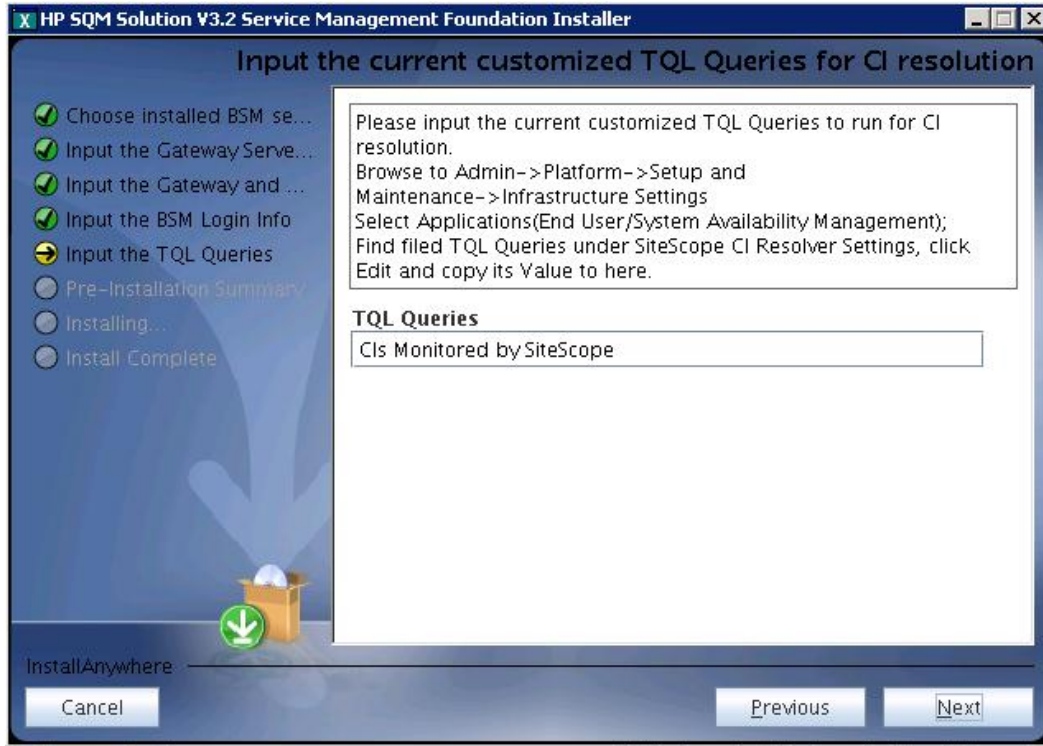 HP SQM Solution V3.2 Service Management Foundation Installer
Input the current customized TQL Queries for CI resolution
Choose installed BSM se...
Input the Gateway Serve...
Input the Gateway and ...
Input the BSM Login Info
Input the TQL Queries
Pre-Installation Summary
Installing...
Install Complete
Please input the current customized TQL Queries to run for CI
resolution.
Browse to Admin->Platform->Setup and
Maintenance->Infrastructure Settings
Select Applications(End User/System Availability Management);
Find filed TQL Queries under SiteScope CI Resolver Settings, click
Edit and copy its Value to here.
TQL Queries
CIs Monitored by SiteScope
InstallAnywhere
Cancel
Previous
Next